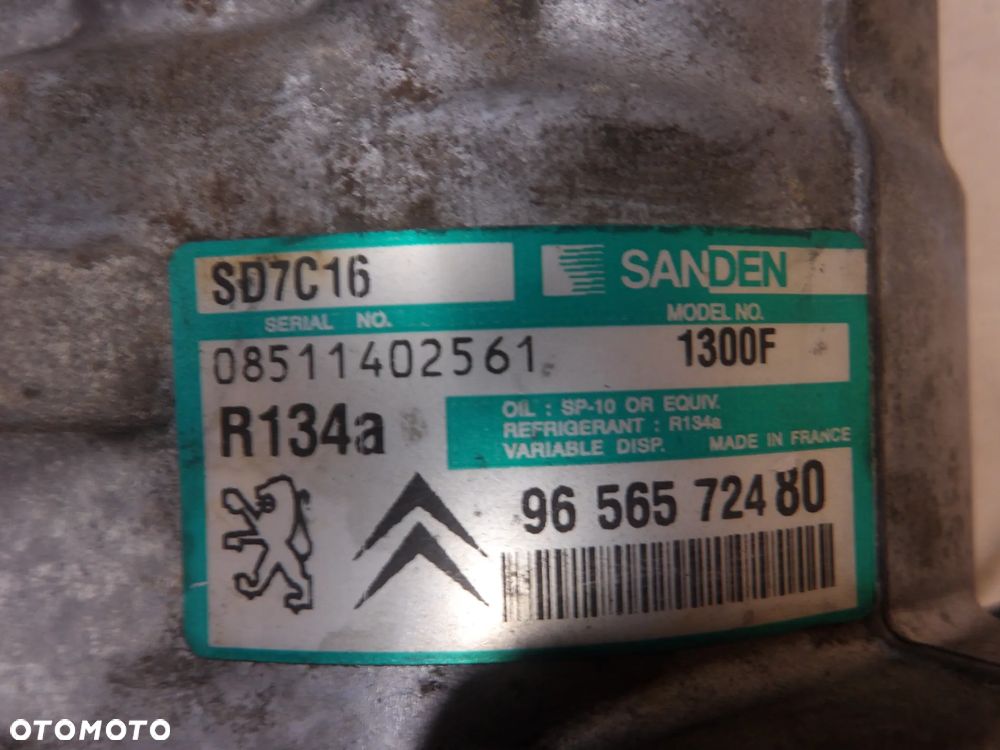 SD7C16
SANDEN
SERIAL NO.
MODEL NO.
08511402561
1300F
R134a
OIL : SP-10 OR EQUIV.
REFRIGERANT : R134a
VARIABLE DISP.
MADE IN FRANCE
96 565 724 80
OTOMOTO